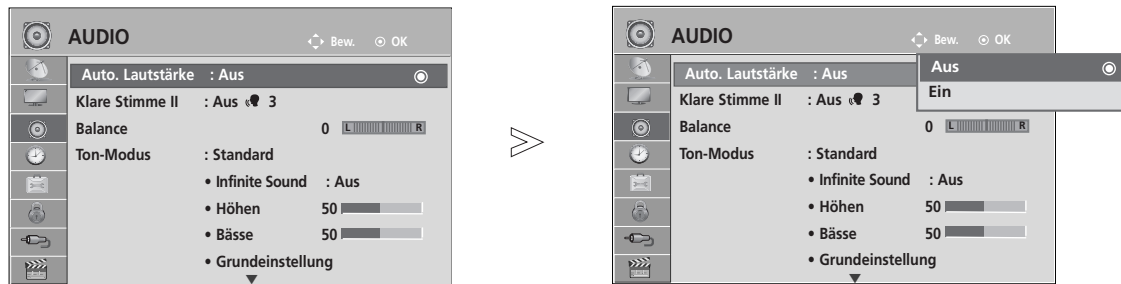 AUDIO
Bew. OK
Auto. Lautstärke : Aus
Klare Stimme II : Aus 3
Balance 0 L R
Ton-Modus : Standard
• Infinite Sound : Aus
• Höhen 50
• Bässe 50
• Grundeinstellung
AUDIO
Bew. OK
Auto. Lautstärke : Aus
Aus
Ein
Klare Stimme II : Aus 3
Balance 0 L R
Ton-Modus : Standard
• Infinite Sound : Aus
• Höhen 50
• Bässe 50
• Grundeinstellung